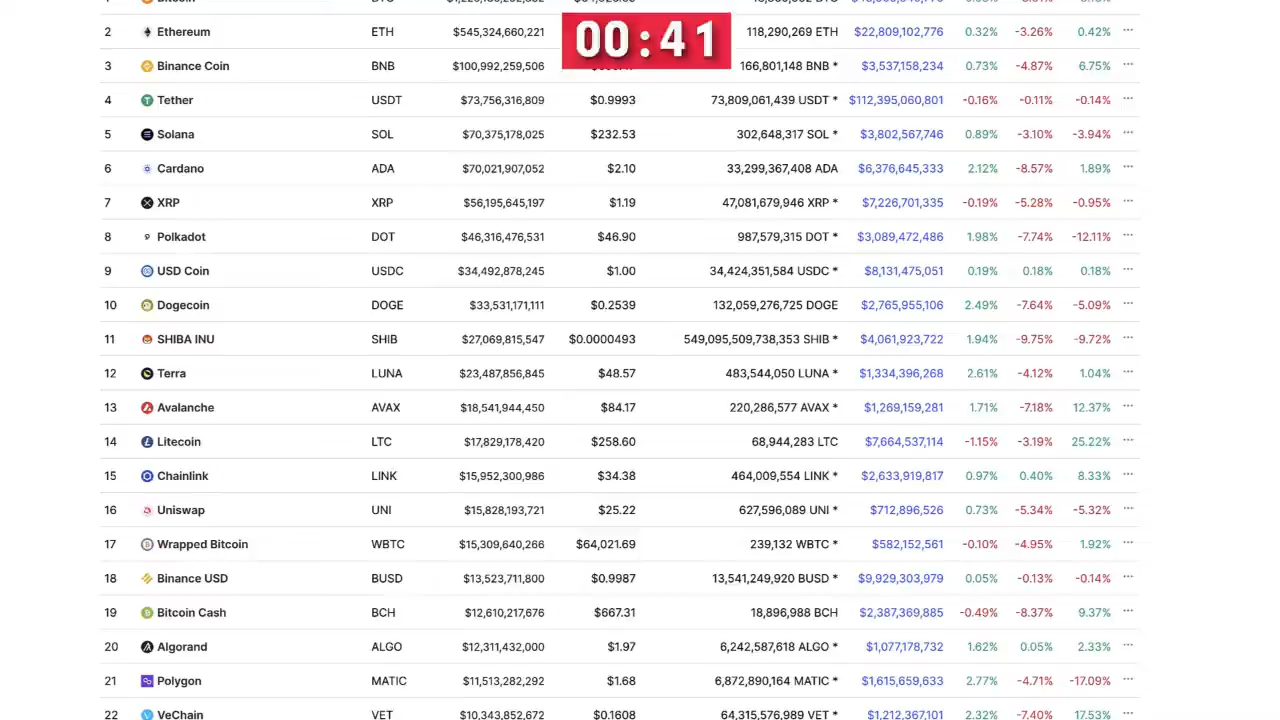 00:41
2 Ethereum ETH $545,324,660,221 118,290,269 ETH $22,809,102,776 0.32% -3.26% 0.42% ...
3 Binance Coin BNB $100,992,259,506 166,801,148 BNB * $3,537,158,234 0.73% -4.87% 6.75% ...
4 Tether USDT $73,756,316,809 $0.9993 73,809,061,439 USDT * $112,395,060,801 -0.16% -0.11% -0.14% ...
5 Solana SOL $70,375,178,025 $232.53 302,648,317 SOL * $3,802,567,746 0.89% -3.10% -3.94% ...
6 Cardano ADA $70,021,907,052 $2.10 33,299,367,408 ADA $6,376,645,333 2.12% -8.57% 1.89% ...
7 XRP XRP $56,195,645,197 $1.19 47,081,679,946 XRP * $7,226,701,335 -0.19% -5.28% -0.95% ...
8 Polkadot DOT $46,316,476,531 $46.90 987,579,315 DOT * $3,089,472,486 1.98% -7.74% -12.11% ...
9 USD Coin USDC $34,492,878,245 $1.00 34,424,351,584 USDC * $8,131,475,051 0.19% 0.18% 0.18% ...
10 Dogecoin DOGE $33,531,171,111 $0.2539 132,059,276,725 DOGE $2,765,955,106 2.49% -7.64% -5.09% ...
11 SHIBA INU SHIB $27,069,815,547 $0.0000493 549,095,509,738,353 SHIB * $4,061,923,722 1.94% -9.75% -9.72% ...
12 Terra LUNA $23,487,856,845 $48.57 483,544,050 LUNA * $1,334,396,268 2.61% -4.12% 1.04% ...
13 Avalanche AVAX $18,541,944,450 $84.17 220,286,577 AVAX * $1,269,159,281 1.71% -7.18% 12.37% ...
14 Litecoin LTC $17,829,178,420 $258.60 68,944,283 LTC $7,664,537,114 -1.15% -3.19% 25.22% ...
15 Chainlink LINK $15,952,300,986 $34.38 464,009,554 LINK * $2,633,919,817 0.97% 0.40% 8.33% ...
16 Uniswap UNI $15,828,193,721 $25.22 627,596,089 UNI * $712,896,526 0.73% -5.34% -5.32% ...
17 Wrapped Bitcoin WBTC $15,309,640,266 $64,021.69 239,132 WBTC * $582,152,561 -0.10% -4.95% 1.92% ...
18 Binance USD BUSD $13,523,711,800 $0.9987 13,541,249,920 BUSD * $9,929,303,979 0.05% -0.13% -0.14% ...
19 Bitcoin Cash BCH $12,610,217,676 $667.31 18,896,988 BCH $2,387,369,885 -0.49% -8.37% 9.37% ...
20 Algorand ALGO $12,311,432,000 $1.97 6,242,587,618 ALGO * $1,077,178,732 1.62% 0.05% 2.33% ...
21 Polygon MATIC $11,513,282,292 $1.68 6,872,890,164 MATIC * $1,615,659,633 2.77% -4.71% -17.09% ...
22 VeChain VET $10,343,852,672 $0.1608 64,315,576,989 VET * $1,212,367,101 2.32% -7.40% 17.53% ...